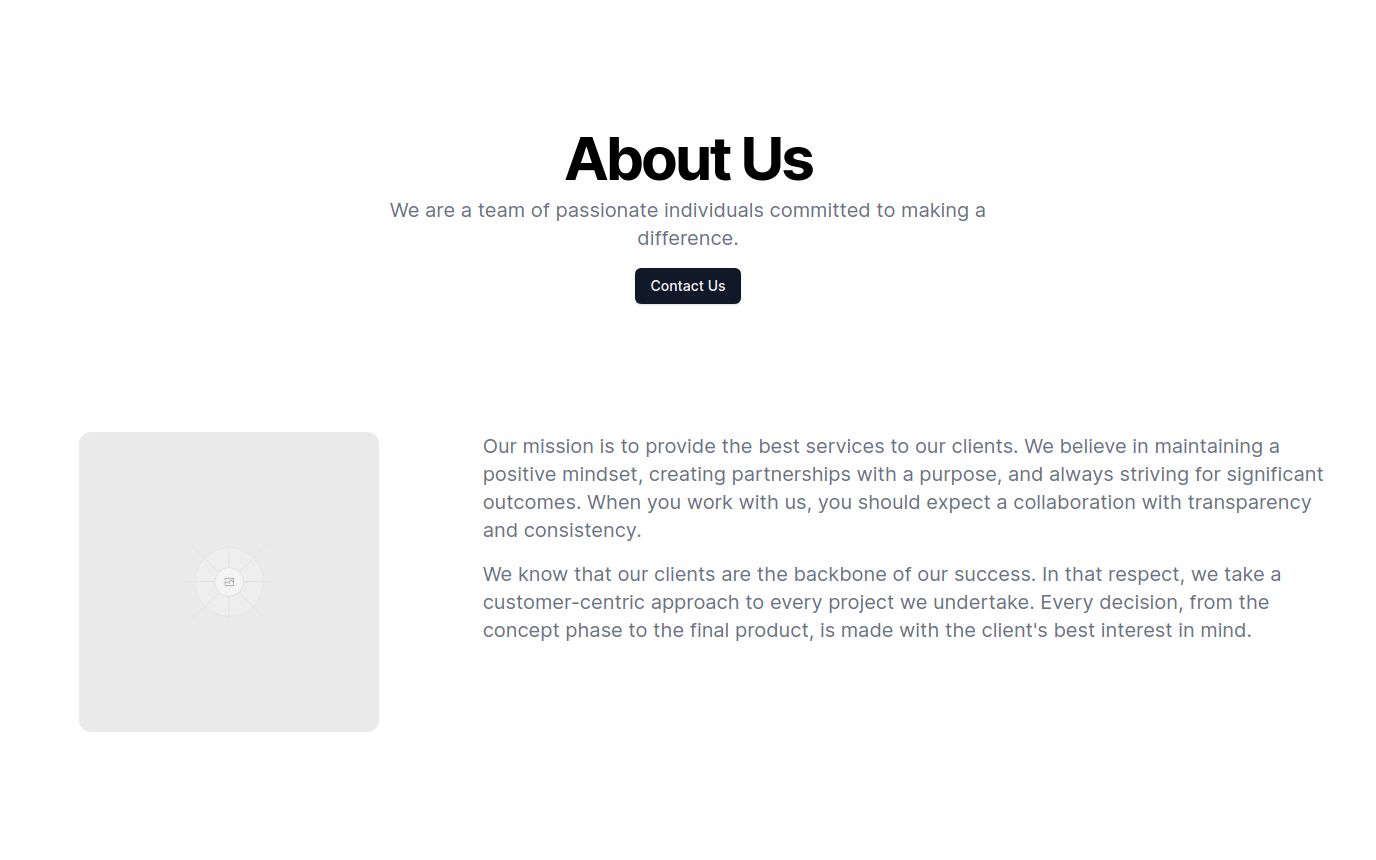 About Us
We are a team of passionate individuals committed to making a
difference.
Contact Us
Our mission is to provide the best services to our clients. We believe in maintaining a
positive mindset, creating partnerships with a purpose, and always striving for significant
outcomes. When you work with us, you should expect a collaboration with transparency
and consistency.
We know that our clients are the backbone of our success. In that respect, we take a
customer-centric approach to every project we undertake. Every decision, from the
concept phase to the final product, is made with the client's best interest in mind.